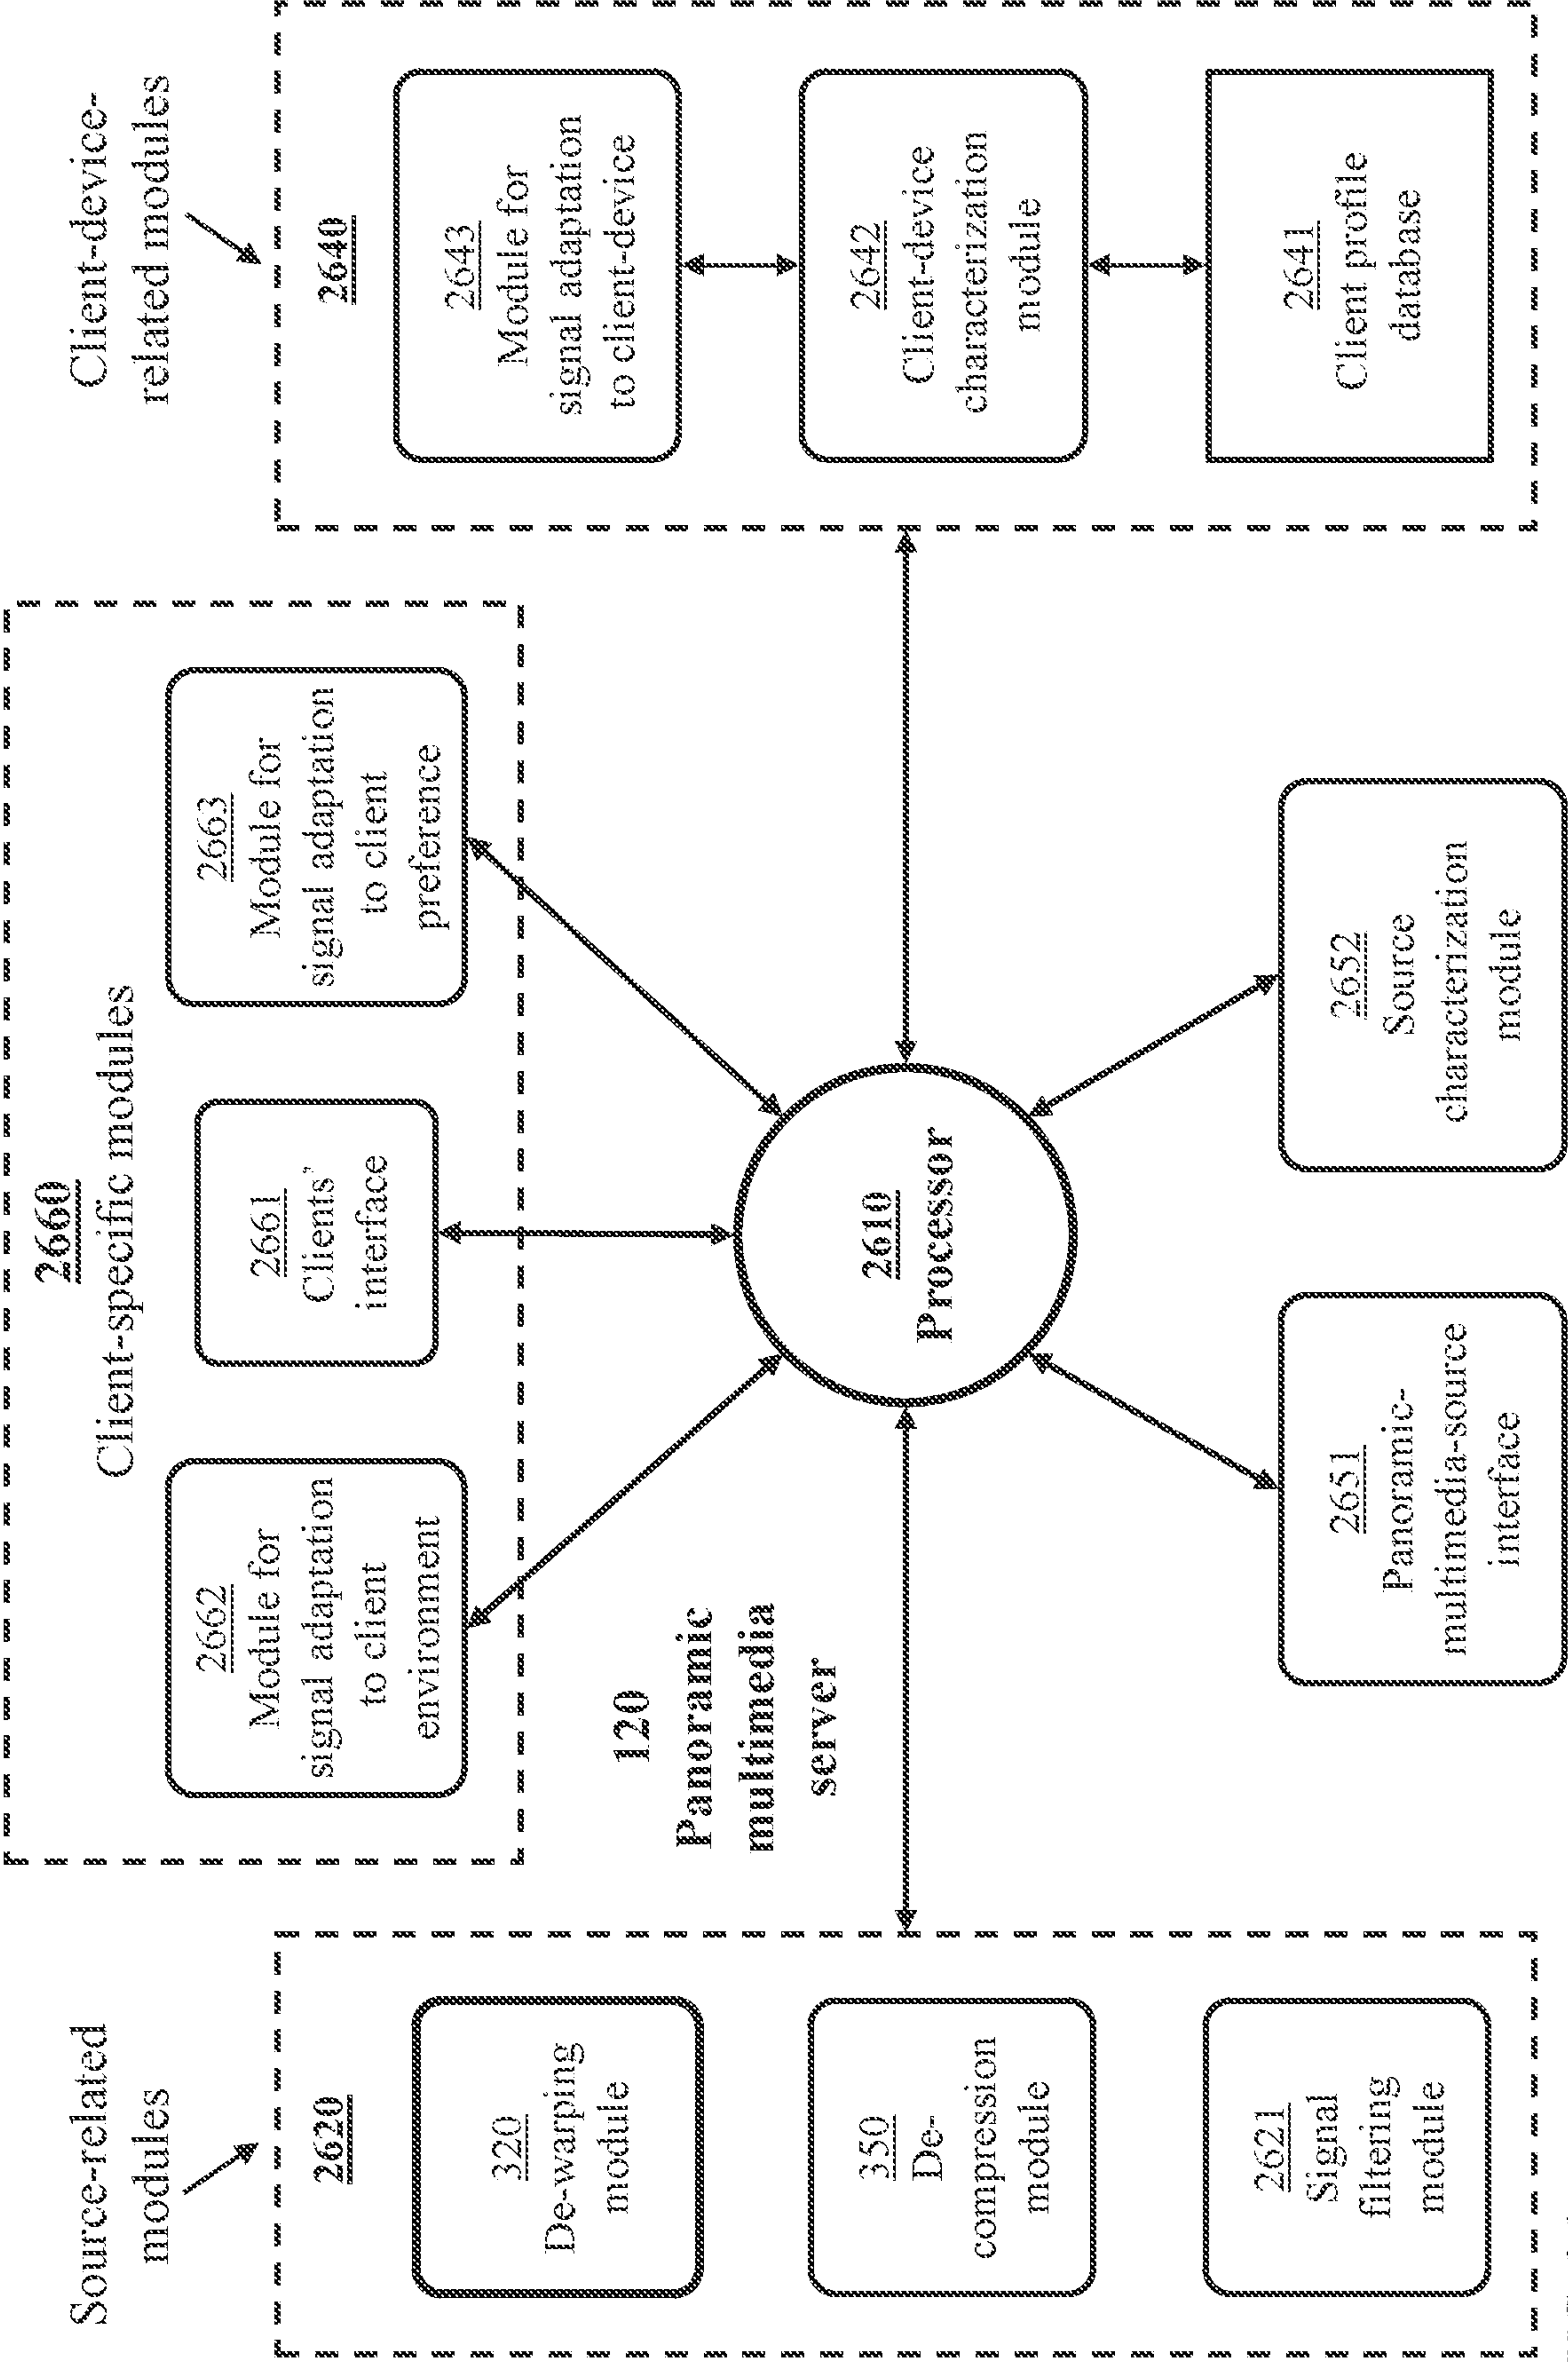 Source-related
modules
2620
320
De-warping
module
350
De-
compression
module
2621
Signal
filtering
module
2660
Client-specific modules
2662
Module for
signal adaptation
to client
environment
2661
Clients'
interface
2663
Module for
signal adaptation
to client
preference
120
Panoramic
multimedia
server
2610
Processor
2651
Panoramic-
multimedia-source
interface
2652
Source
characterization
module
Client-device-
related modules
2640
2643
Module for
signal adaptation
to client-device
2642
Client-device
characterization
module
2641
Client profile
database